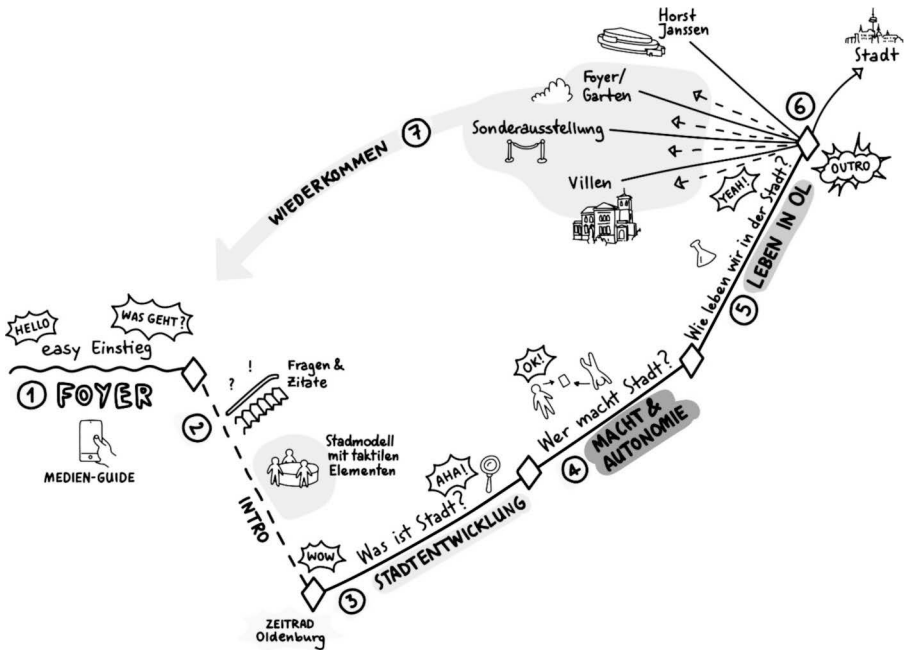 HELLO
WAS GEHT?
easy Einstieg
1 FOYER
MEDIEN-GUIDE
2
INTRO
? !
Fragen &
Zitate
Stadmodell
mit taktilen
Elementen
WOW
ZEITRAD
Oldenburg
3 STADTENTWICKLUNG
Was ist Stadt?
AHA!
4 MACHT &
AUTONOMIE
Wer macht Stadt?
OK!
5 LEBEN IN OL
Wie leben wir in der Stadt?
YEAH!
6
OUTRO
Stadt
Horst
Janssen
Foyer/
Garten
Sonderausstellung
Villen
WIEDERKOMMEN 7